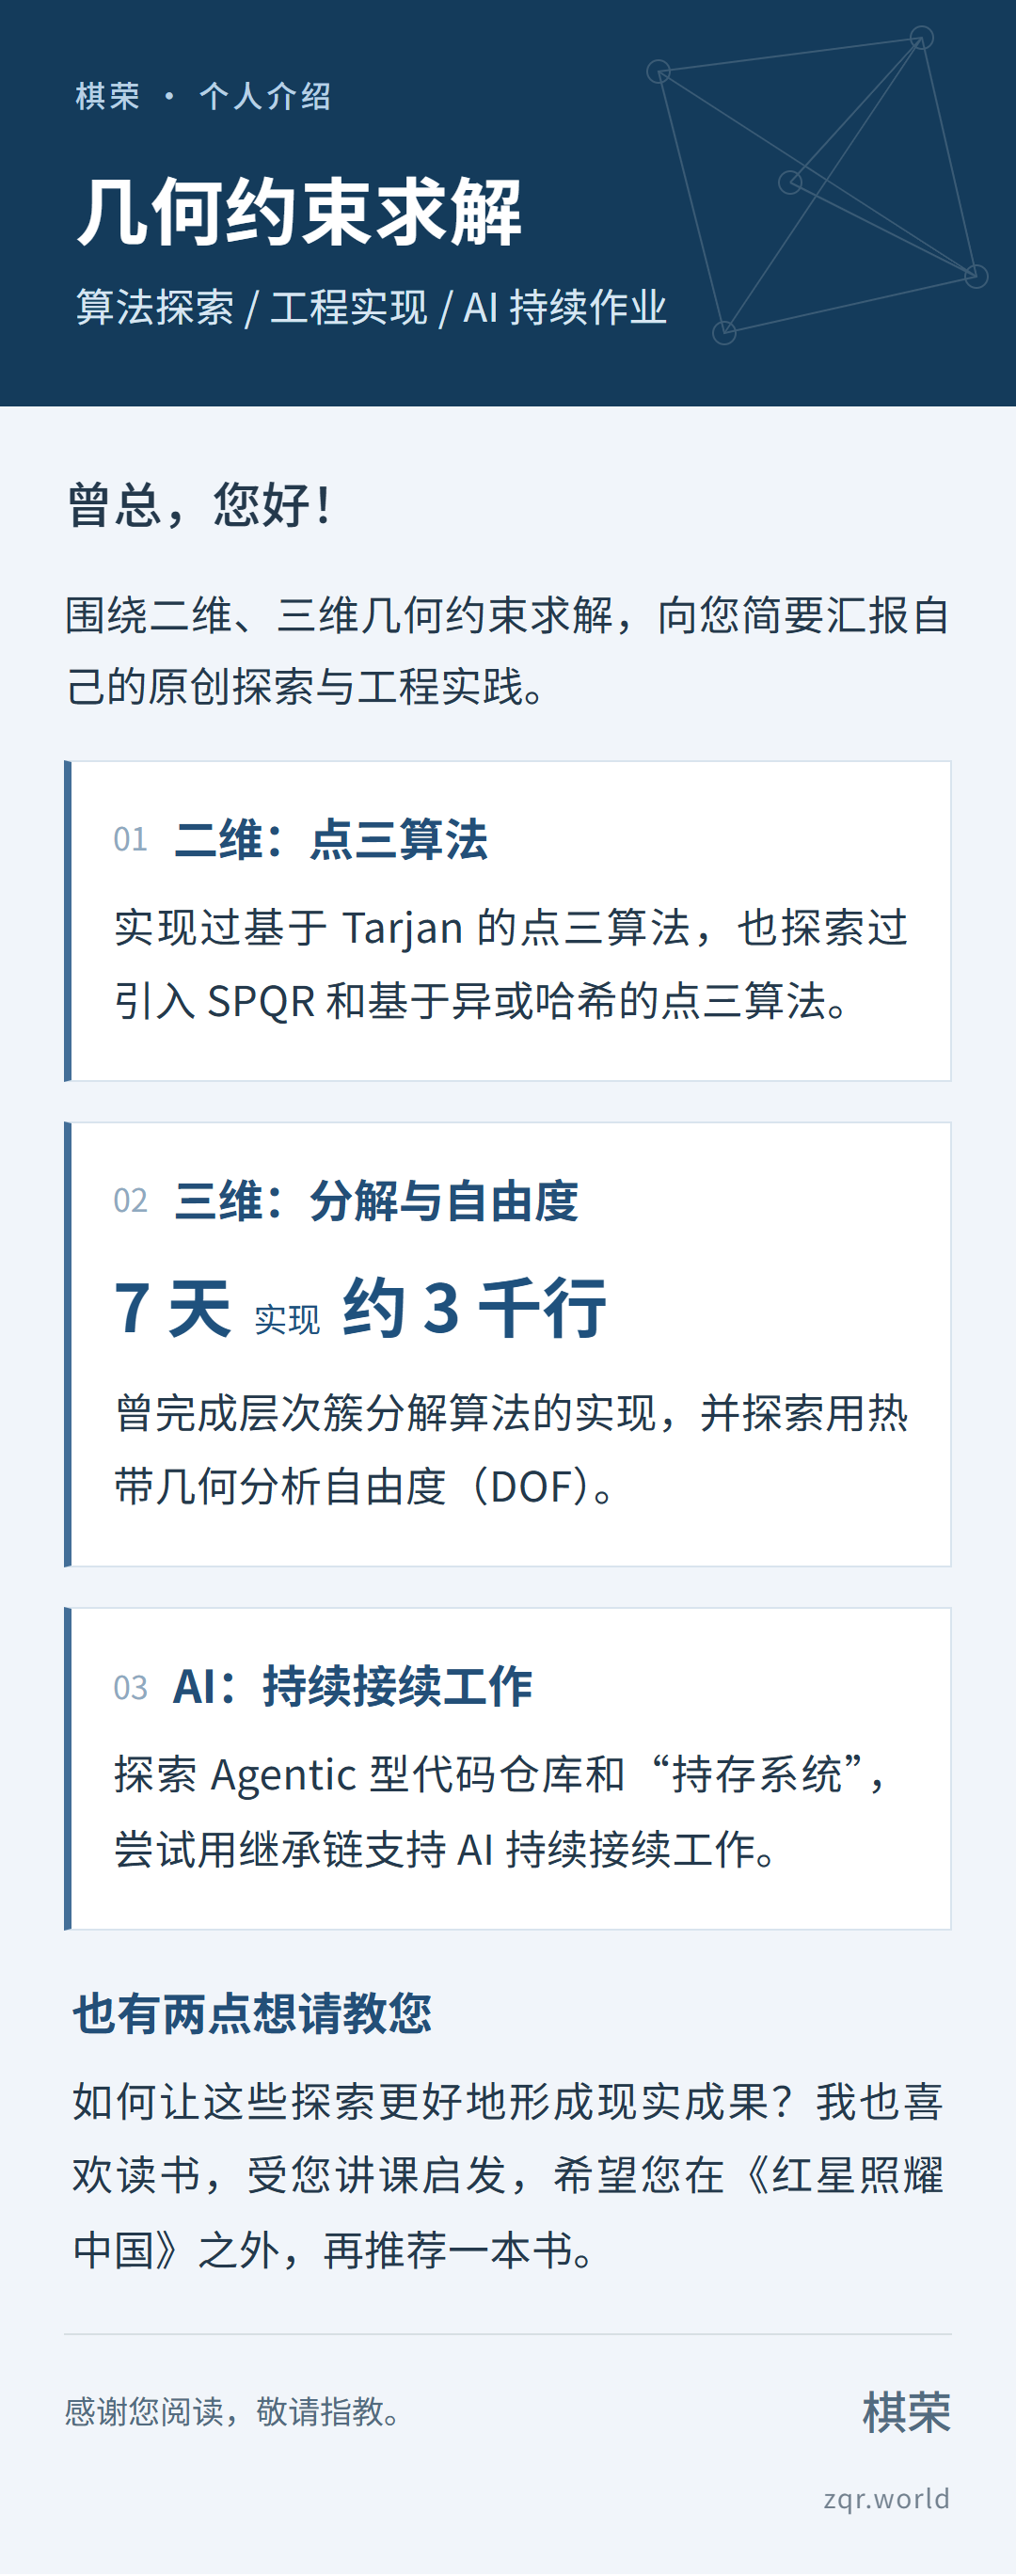 棋荣 · 个人介绍
几何约束求解
算法探索 / 工程实现 / AI 持续作业
曾总，您好！
围绕二维、三维几何约束求解，向您简要汇报自
己的原创探索与工程实践。
01 二维：点三算法
实现过基于 Tarjan 的点三算法，也探索过
引入 SPQR 和基于异或哈希的点三算法。
02 三维：分解与自由度
7 天 实现 约 3 千行
曾完成层次簇分解算法的实现，并探索用热
带几何分析自由度（DOF）。
03 AI：持续接续工作
探索 Agentic 型代码仓库和“持存系统”，
尝试用继承链支持 AI 持续接续工作。
也有两点想请教您
如何让这些探索更好地形成现实成果？我也喜
欢读书，受您讲课启发，希望您在《红星照耀
中国》之外，再推荐一本书。
感谢您阅读，敬请指教。
棋荣
zqr.world